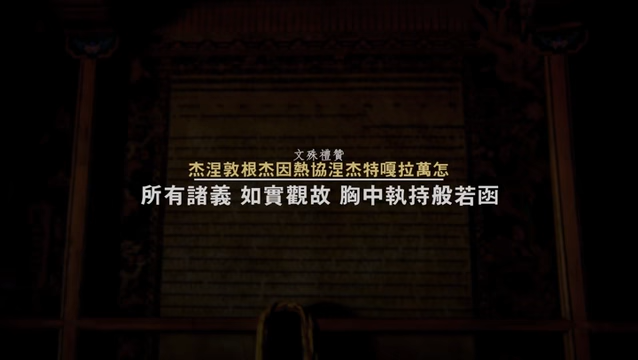 文殊禮贊
杰涅敦根杰因熱協涅杰特嘎拉萬怎
所有諸義 如實觀故 胸中執持般若函